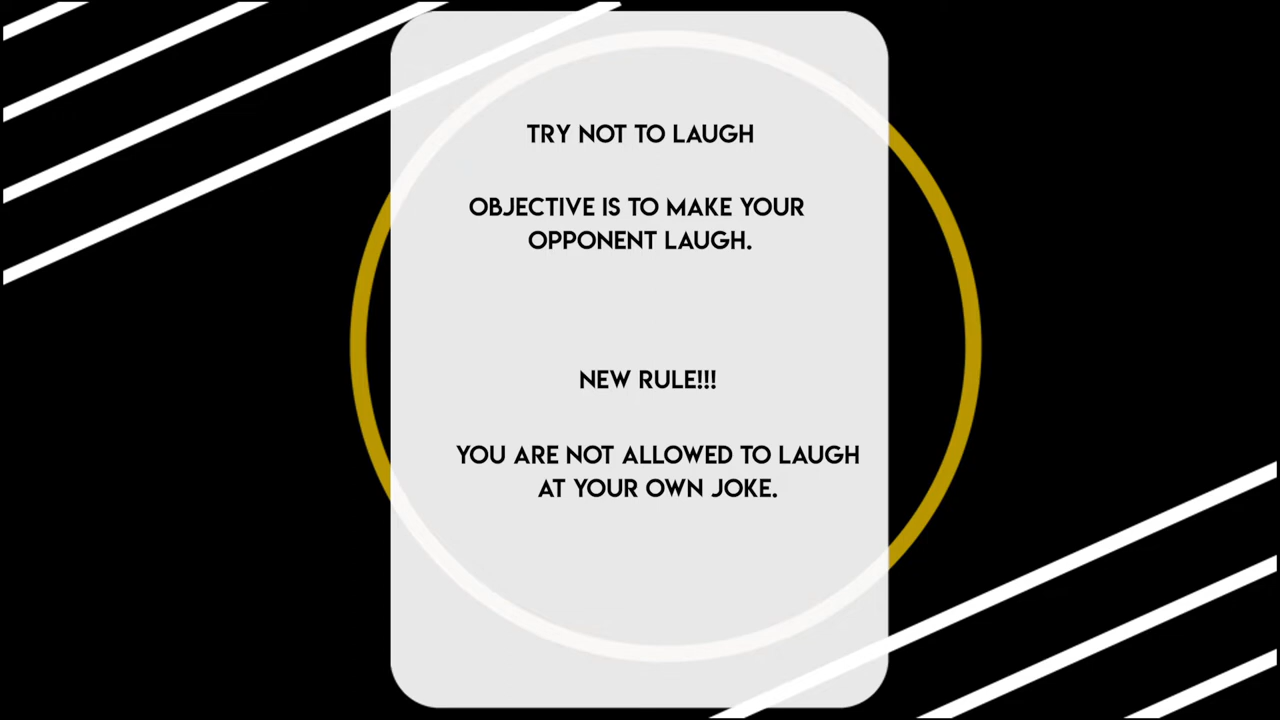 TRY NOT TO LAUGH
OBJECTIVE IS TO MAKE YOUR
OPPONENT LAUGH.
NEW RULE!!!
YOU ARE NOT ALLOWED TO LAUGH
AT YOUR OWN JOKE.